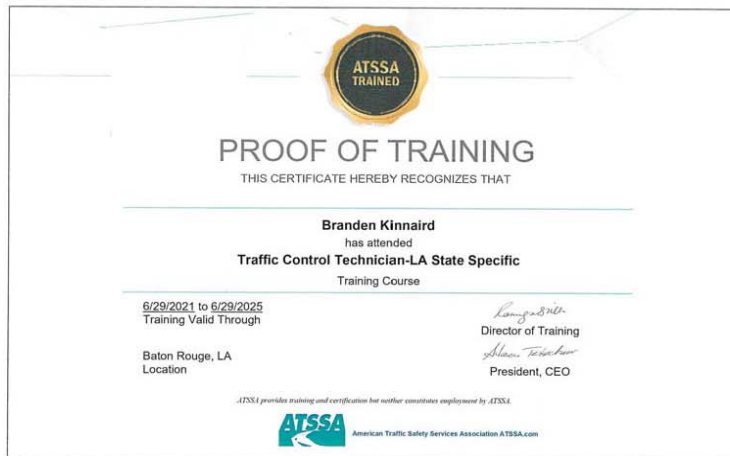 ATSSA
TRAINED
PROOF OF TRAINING
THIS CERTIFICATE HEREBY RECOGNIZES THAT
Branden Kinnaird
has attended
Traffic Control Technician-LA State Specific
Training Course
6/29/2021 to 6/29/2025
Training Valid Through
Director of Training
Baton Rouge, LA
Location
President, CEO
ATSSA provides training and certification but neither constitutes employment by ATSSA.
ATSSA
American Traffic Safety Services Association ATSSA.com